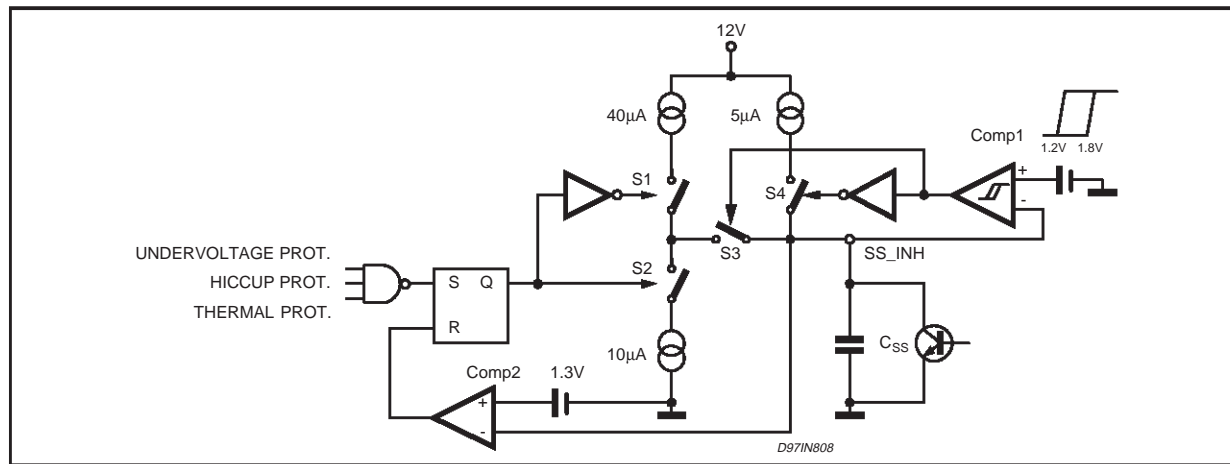 12V
40μA
5μA
Comp1
1.2V
1.8V
+
-
S1
S4
S3
SS_INH
UNDERVOLTAGE PROT.
HICCUP PROT.
THERMAL PROT.
S Q
R
S2
10μA
CSS
Comp2
1.3V
+
-
D97IN808